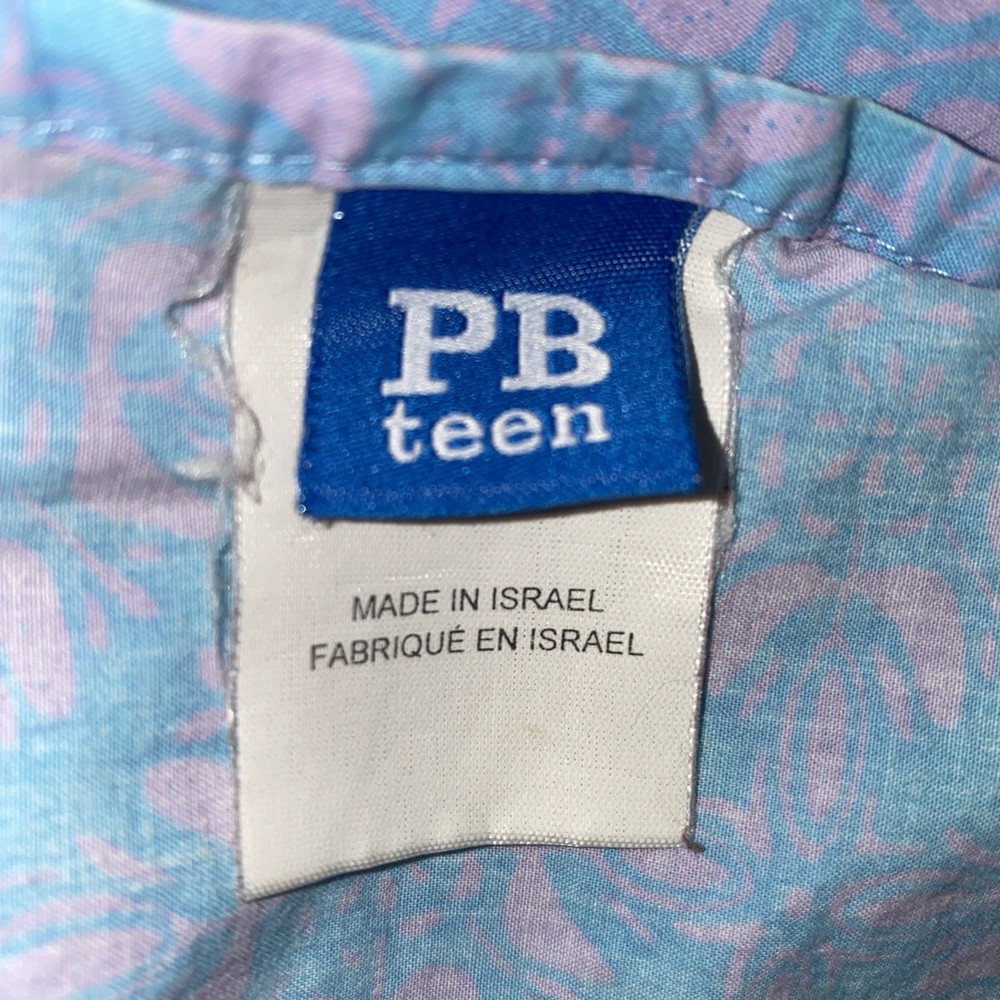 PB
teen
MADE IN ISRAEL
FABRIQUÉ EN ISRAEL